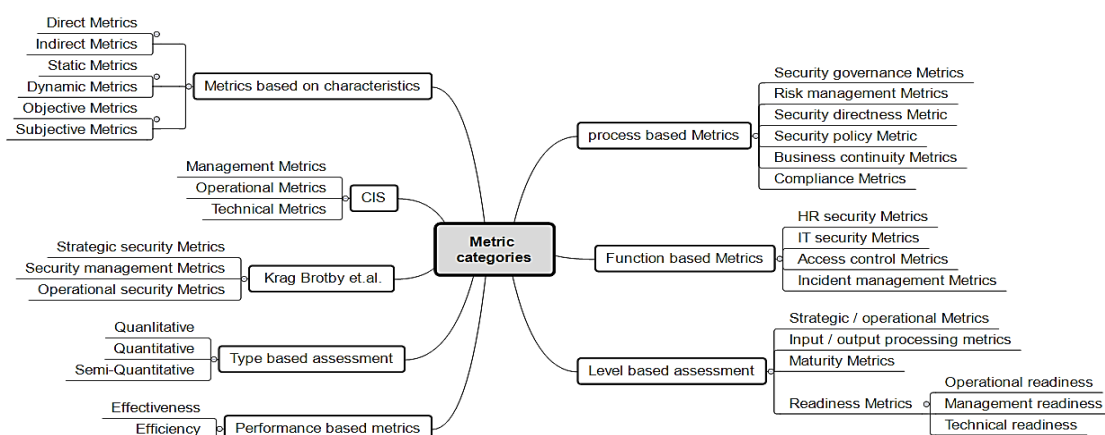 Direct Metrics
Indirect Metrics
Static Metrics
Dynamic Metrics
Objective Metrics
Subjective Metrics
Metrics based on characteristics
Management Metrics
Operational Metrics
Technical Metrics
CIS
Strategic security Metrics
Security management Metrics
Operational security Metrics
Krag Brotby et.al.
Quanlitative
Quantitative
Semi-Quantitative
Type based assessment
Effectiveness
Efficiency
Performance based metrics
Metric
categories
process based Metrics
Security governance Metrics
Risk management Metrics
Security directness Metric
Security policy Metric
Business continuity Metrics
Compliance Metrics
Function based Metrics
HR security Metrics
IT security Metrics
Access control Metrics
Incident management Metrics
Level based assessment
Strategic / operational Metrics
Input / output processing metrics
Maturity Metrics
Readiness Metrics
Operational readiness
Management readiness
Technical readiness